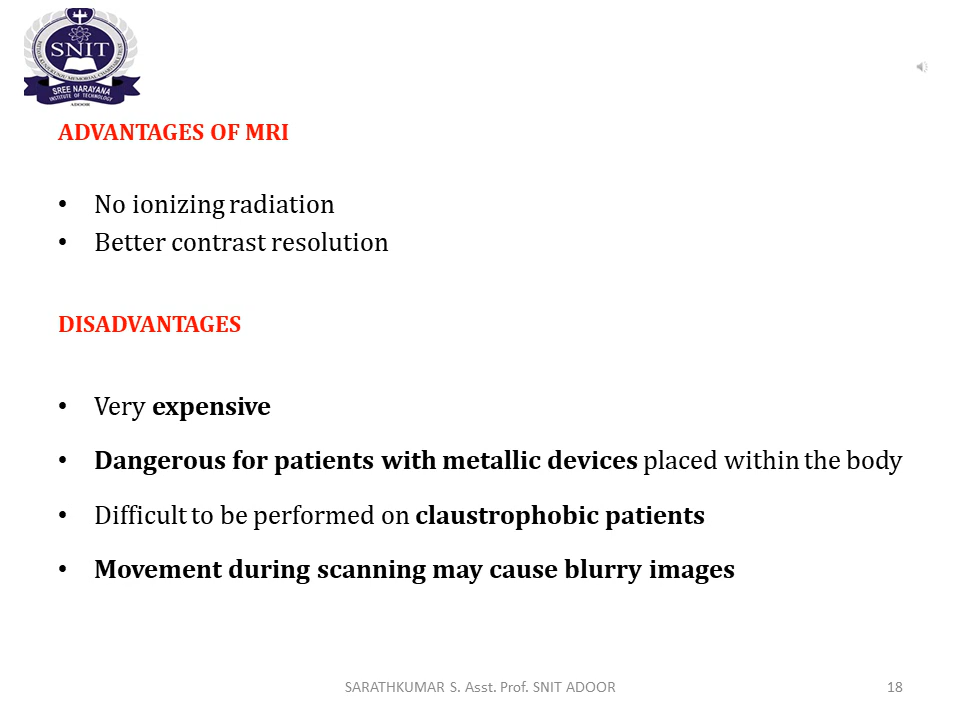 SNIT
SREE NARAYANA
INSTITUTE OF TECHNOLOGY
ADOOR
ADVANTAGES OF MRI
• No ionizing radiation
• Better contrast resolution
DISADVANTAGES
• Very expensive
• Dangerous for patients with metallic devices placed within the body
• Difficult to be performed on claustrophobic patients
• Movement during scanning may cause blurry images
SARATHKUMAR S. Asst. Prof. SNIT ADOOR
18